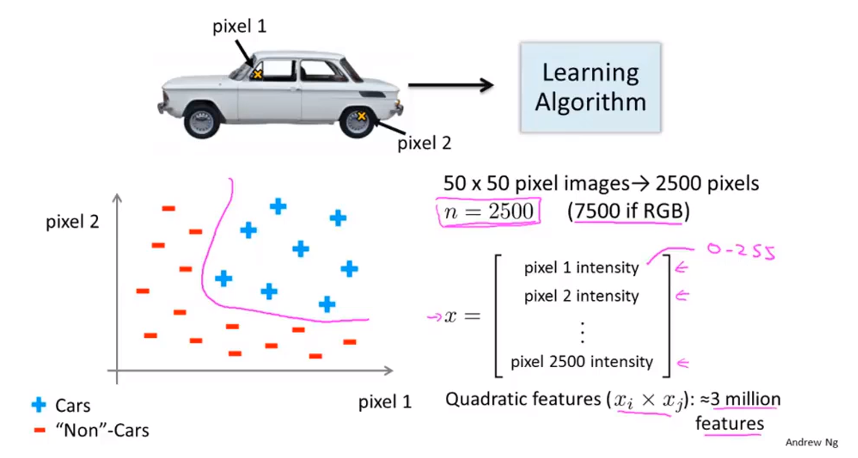 pixel 1
Learning
Algorithm
pixel 2
50 x 50 pixel images→ 2500 pixels
n = 2500 (7500 if RGB)
pixel 2
0-255
pixel 1 intensity
pixel 2 intensity
x =
⋮
pixel 2500 intensity
pixel 1
Cars
"Non"-Cars
Quadratic features (xᵢ × xⱼ): ≈3 million
features
Andrew Ng